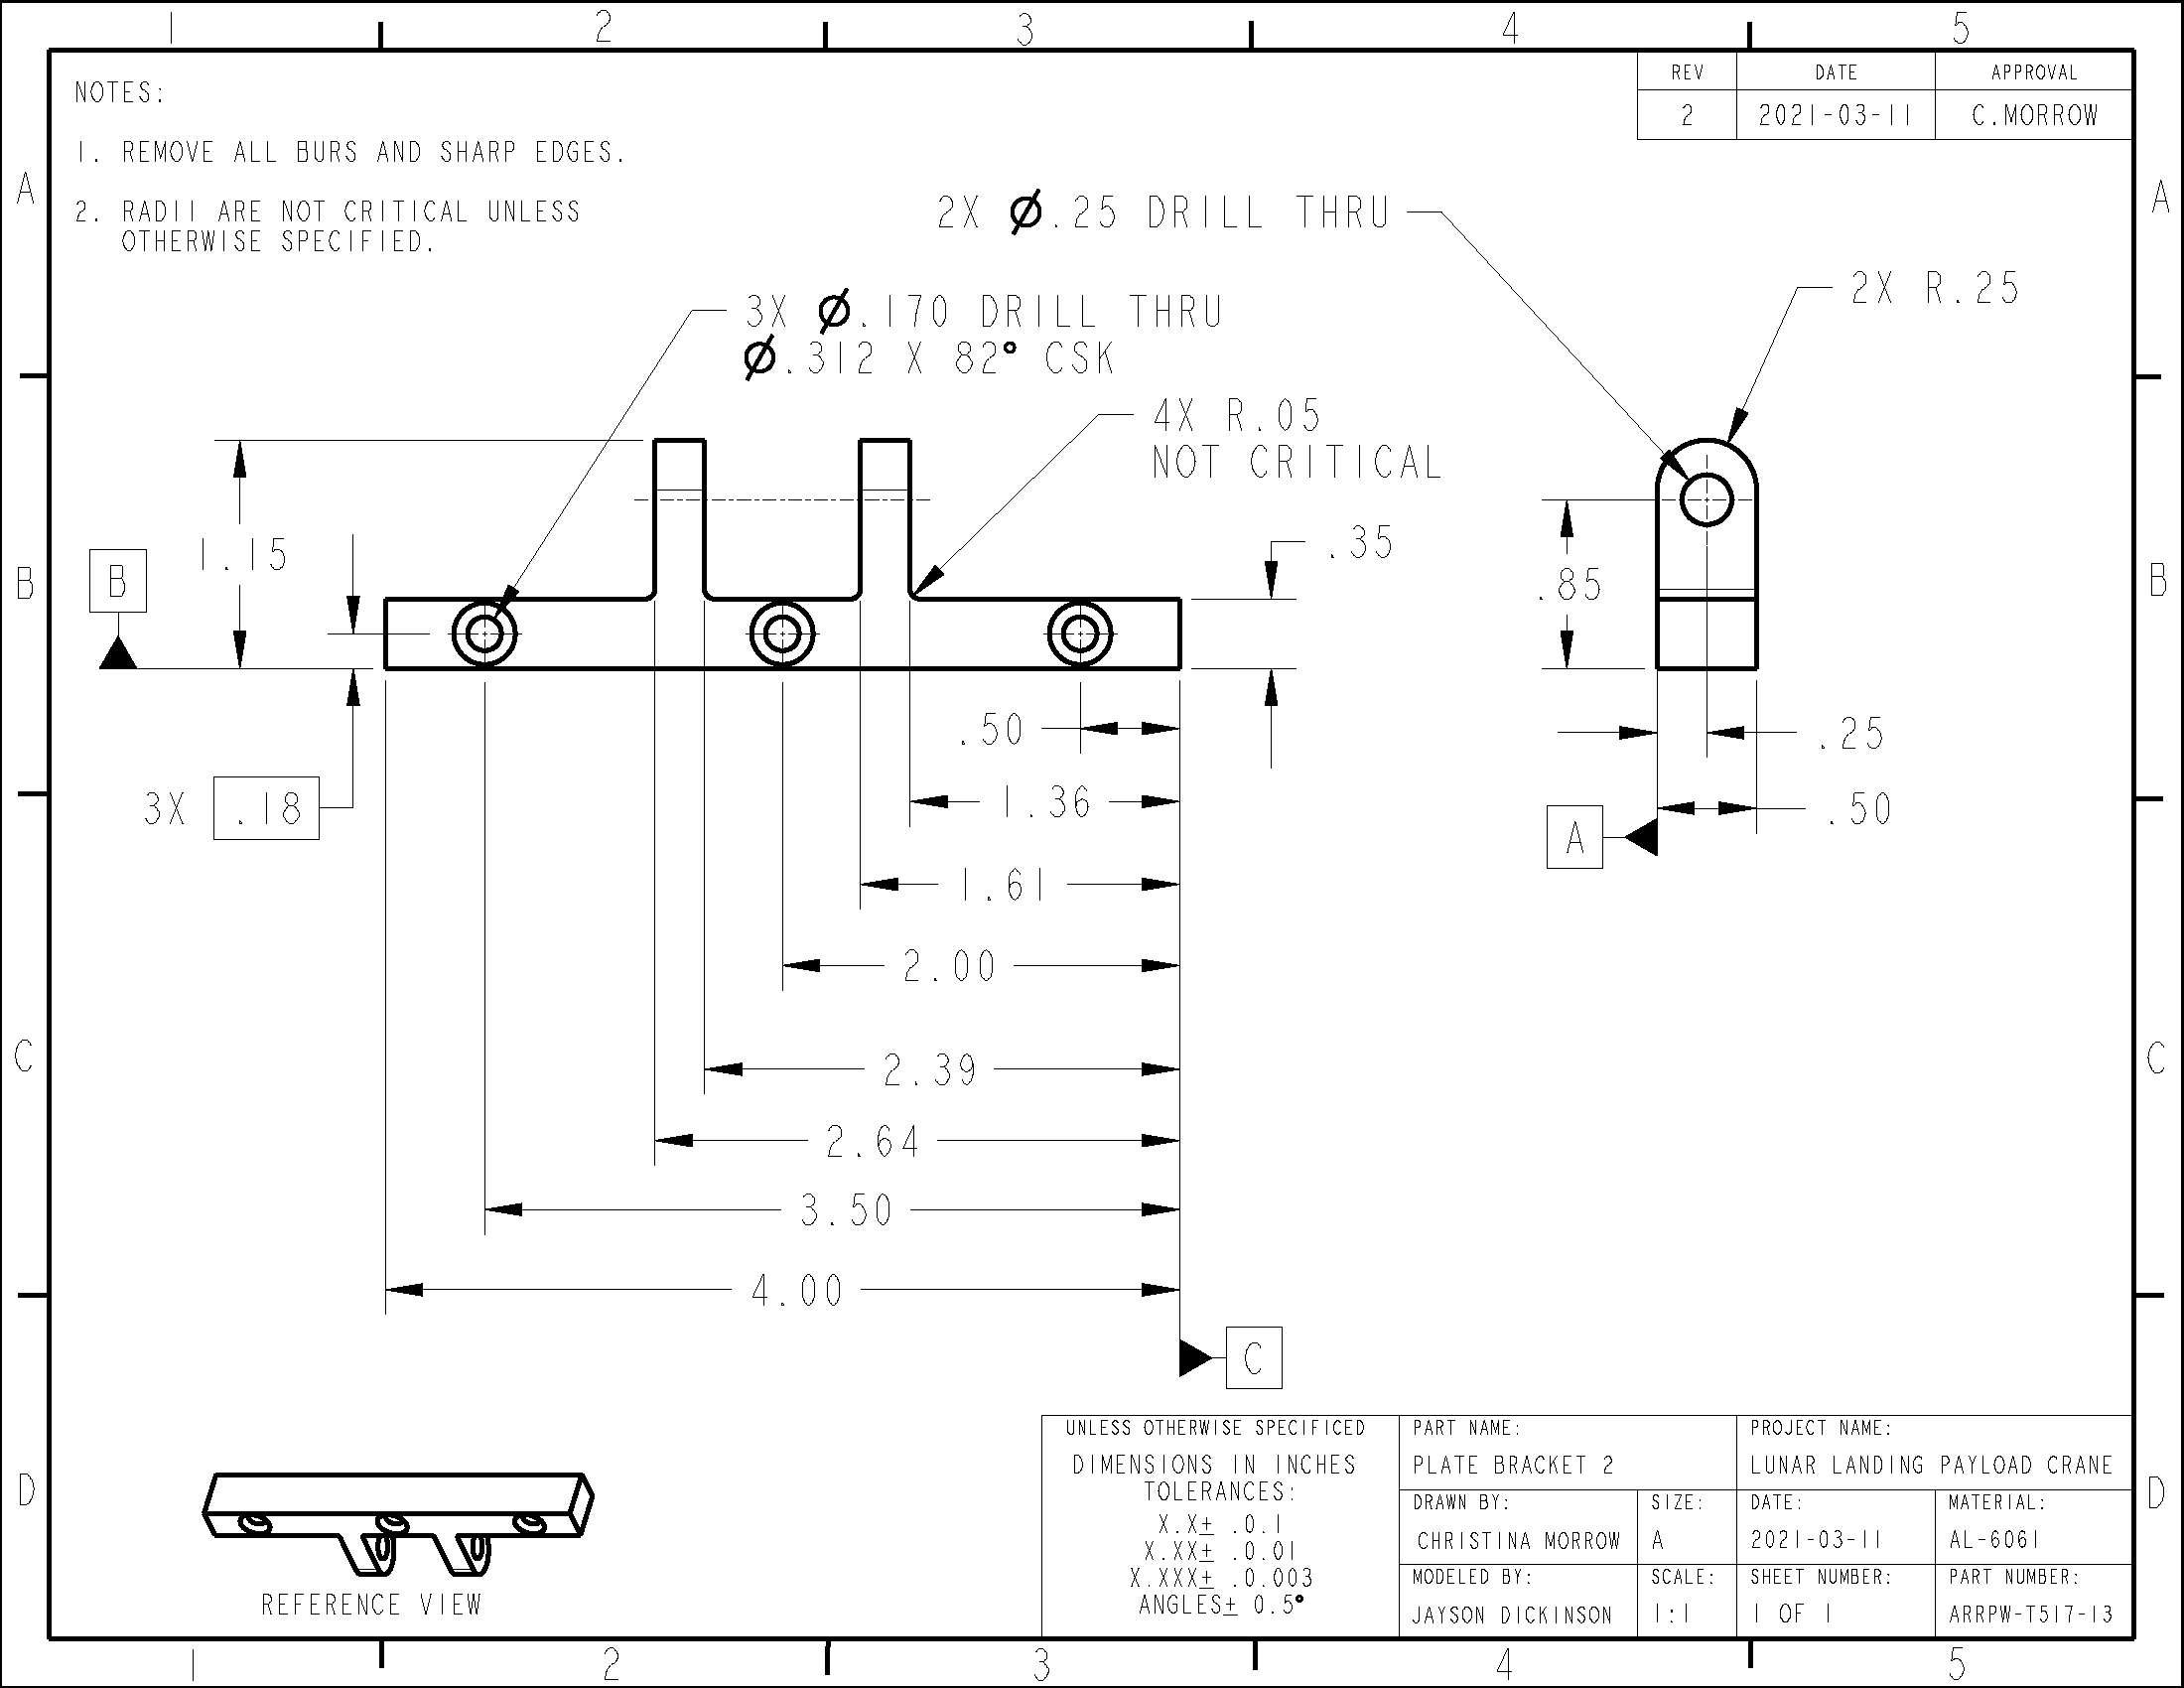 1 2 3 4 5
REV DATE APPROVAL
2 2021-03-11 C.MORROW
NOTES:
1. REMOVE ALL BURS AND SHARP EDGES.
2. RADII ARE NOT CRITICAL UNLESS
OTHERWISE SPECIFIED.
A A
2X Ø.25 DRILL THRU
2X R.25
3X Ø.170 DRILL THRU
Ø.312 X 82° CSK
4X R.05
NOT CRITICAL
1.15
.35
B B B
.85
.50
.25
3X .18
1.36
.50
A
1.61
2.00
C C
2.39
2.64
3.50
4.00
C
D D
REFERENCE VIEW
UNLESS OTHERWISE SPECIFICED
DIMENSIONS IN INCHES
TOLERANCES:
X.X± .0.1
X.XX± .0.01
X.XXX± .0.003
ANGLES± 0.5°
PART NAME:
PLATE BRACKET 2
PROJECT NAME:
LUNAR LANDING PAYLOAD CRANE
DRAWN BY:
CHRISTINA MORROW
SIZE:
A
DATE:
2021-03-11
MATERIAL:
AL-6061
MODELED BY:
JAYSON DICKINSON
SCALE:
1:1
SHEET NUMBER:
1 OF 1
PART NUMBER:
ARRPW-T517-13
1 2 3 4 5